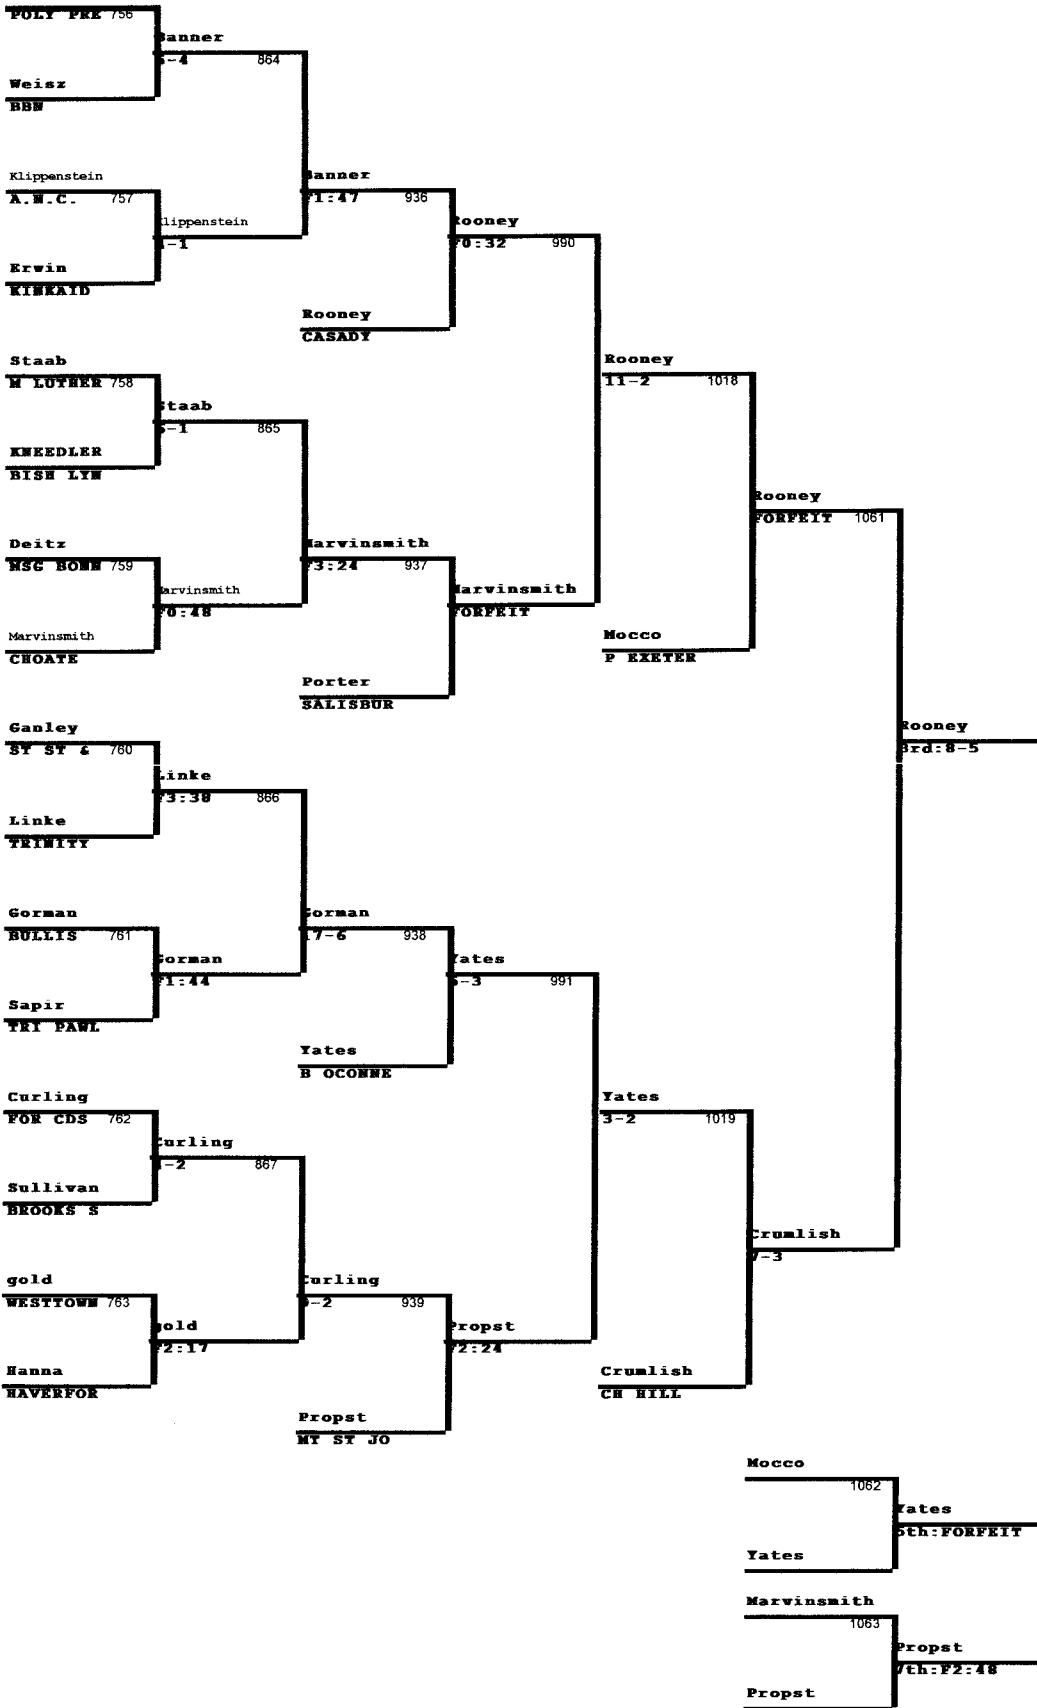 POLY PRE 756
Banner
-4 864
Weisz
BBN
Klippenstein
A.W.C. 757
Klippenstein
-1
Erwin
KINKAID
Banner
F1:47 936
Rooney
F0:32 990
Rooney
CASADY
Staab
M LUTHER 758
Staab
-1 865
KNEEDLER
BISH LYN
Deitz
MSG BONN 759
Marvinsmith
F0:48
Marvinsmith
CHOATE
Marvinsmith
F3:24 937
Marvinsmith
FORFEIT
Porter
SALISBUR
Rooney
11-2 1018
Rooney
FORFEIT 1061
Mocco
P EXETER
Ganley
ST ST & 760
Linke
F3:38 866
Linke
TRINITY
Gorman
BULLIS 761
Gorman
F1:44
Sapir
TRI PAWL
Gorman
17-6 938
Yates
-3 991
Yates
B OCONNE
Rooney
3rd:8-5
Curling
FOR CDS 762
Curling
-2 867
Sullivan
BROOKS S
gold
WESTTOWN 763
gold
F2:17
Hanna
HAVERFOR
Curling
-2 939
Propst
F2:24
Propst
MT ST JO
Yates
3-2 1019
Crumlish
7-3
Crumlish
CH HILL
Mocco
1062
Yates
5th:FORFEIT
Yates
Marvinsmith
1063
Propst
7th:F2:48
Propst